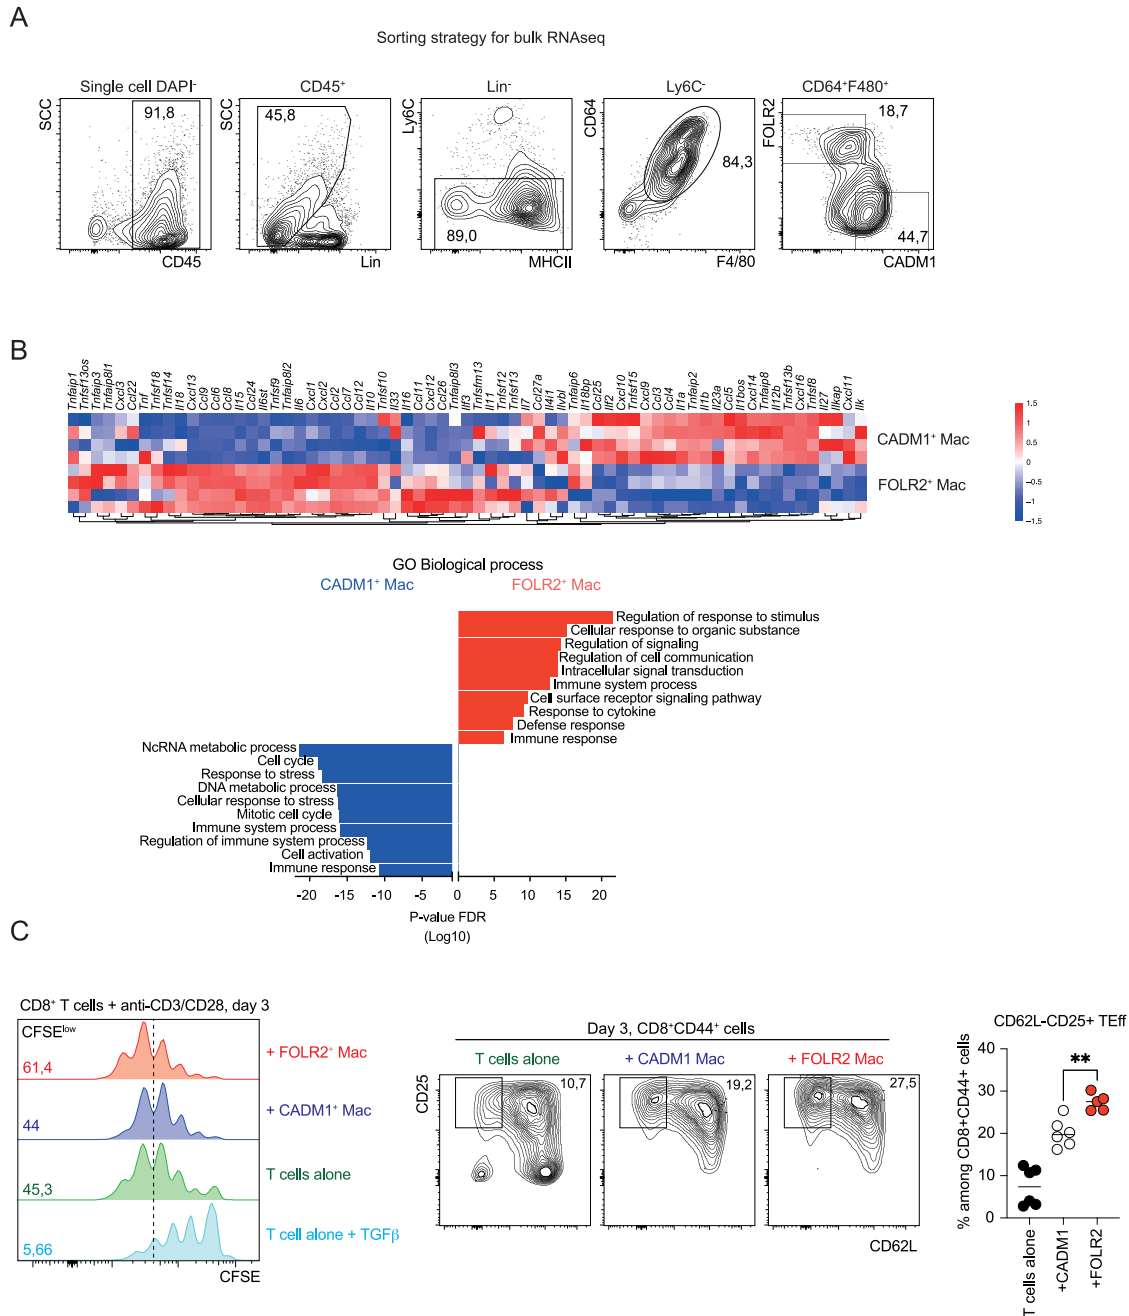 A
Sorting strategy for bulk RNAseq
Single cell DAPI-
CD45+
Lin-
Ly6C-
CD64+F480+
SCC
91,8
CD45
SCC
45,8
Lin
Ly6C
89,0
MHCII
CD64
84,3
F4/80
FOLR2
18,7
44,7
CADM1
B
Tnfaip1
Tnfsf13os
Tnfaip3
Tnfaip8l1
Cxcl3
Ccl22
Tnf
Tnfsf18
Tnfsf14
Il18
Cxcl13
Ccl9
Ccl6
Ccl8
Il15
Ccl24
Il6st
Tnfsf9
Tnfaip8l2
Il6
Cxcl1
Cxcl2
Ccl2
Ccl7
Ccl12
Il10
Tnfsf10
Il33
Il16
Ccl11
Cxcl12
Ccl26
Tnfaip8l3
Ilf3
Tnfsfm13
Il11
Tnfsf12
Tnfsf13
Il7
Ccl27a
Il4i1
Ilvbl
Tnfaip6
Il18bp
Ccl25
Ilf2
Cxcl10
Tnfsf15
Cxcl9
Ccl3
Ccl4
Il1a
Tnfaip2
Il1b
Il23a
Ccl5
Il1bos
Cxcl14
Tnfaip8
Il12b
Tnfsf13b
Cxcl16
Tnfsf8
Il27
Ilkap
Cxcl11
Ilk
CADM1+ Mac
FOLR2+ Mac
1.5
1
0.5
0
−0.5
−1
−1.5
GO Biological process
CADM1+ Mac
FOLR2+ Mac
Regulation of response to stimulus
Cellular response to organic substance
Regulation of signaling
Regulation of cell communication
Intracellular signal transduction
Immune system process
Cell surface receptor signaling pathway
Response to cytokine
Defense response
Immune response
NcRNA metabolic process
Cell cycle
Response to stress
DNA metabolic process
Cellular response to stress
Mitotic cell cycle
Immune system process
Regulation of immune system process
Cell activation
Immune response
-20 -15 -10 -5 0 5 10 15 20
P-value FDR
(Log10)
C
CD8+ T cells + anti-CD3/CD28, day 3
CFSElow
61,4
+ FOLR2+ Mac
44
+ CADM1+ Mac
45,3
T cells alone
5,66
T cell alone + TGFβ
CFSE
Day 3, CD8+CD44+ cells
T cells alone
+ CADM1 Mac
+ FOLR2 Mac
CD25
10,7
19,2
27,5
CD62L
CD62L-CD25+ TEff
% among CD8+CD44+ cells
40
30
20
10
0
**
T cells alone
+CADM1
+FOLR2